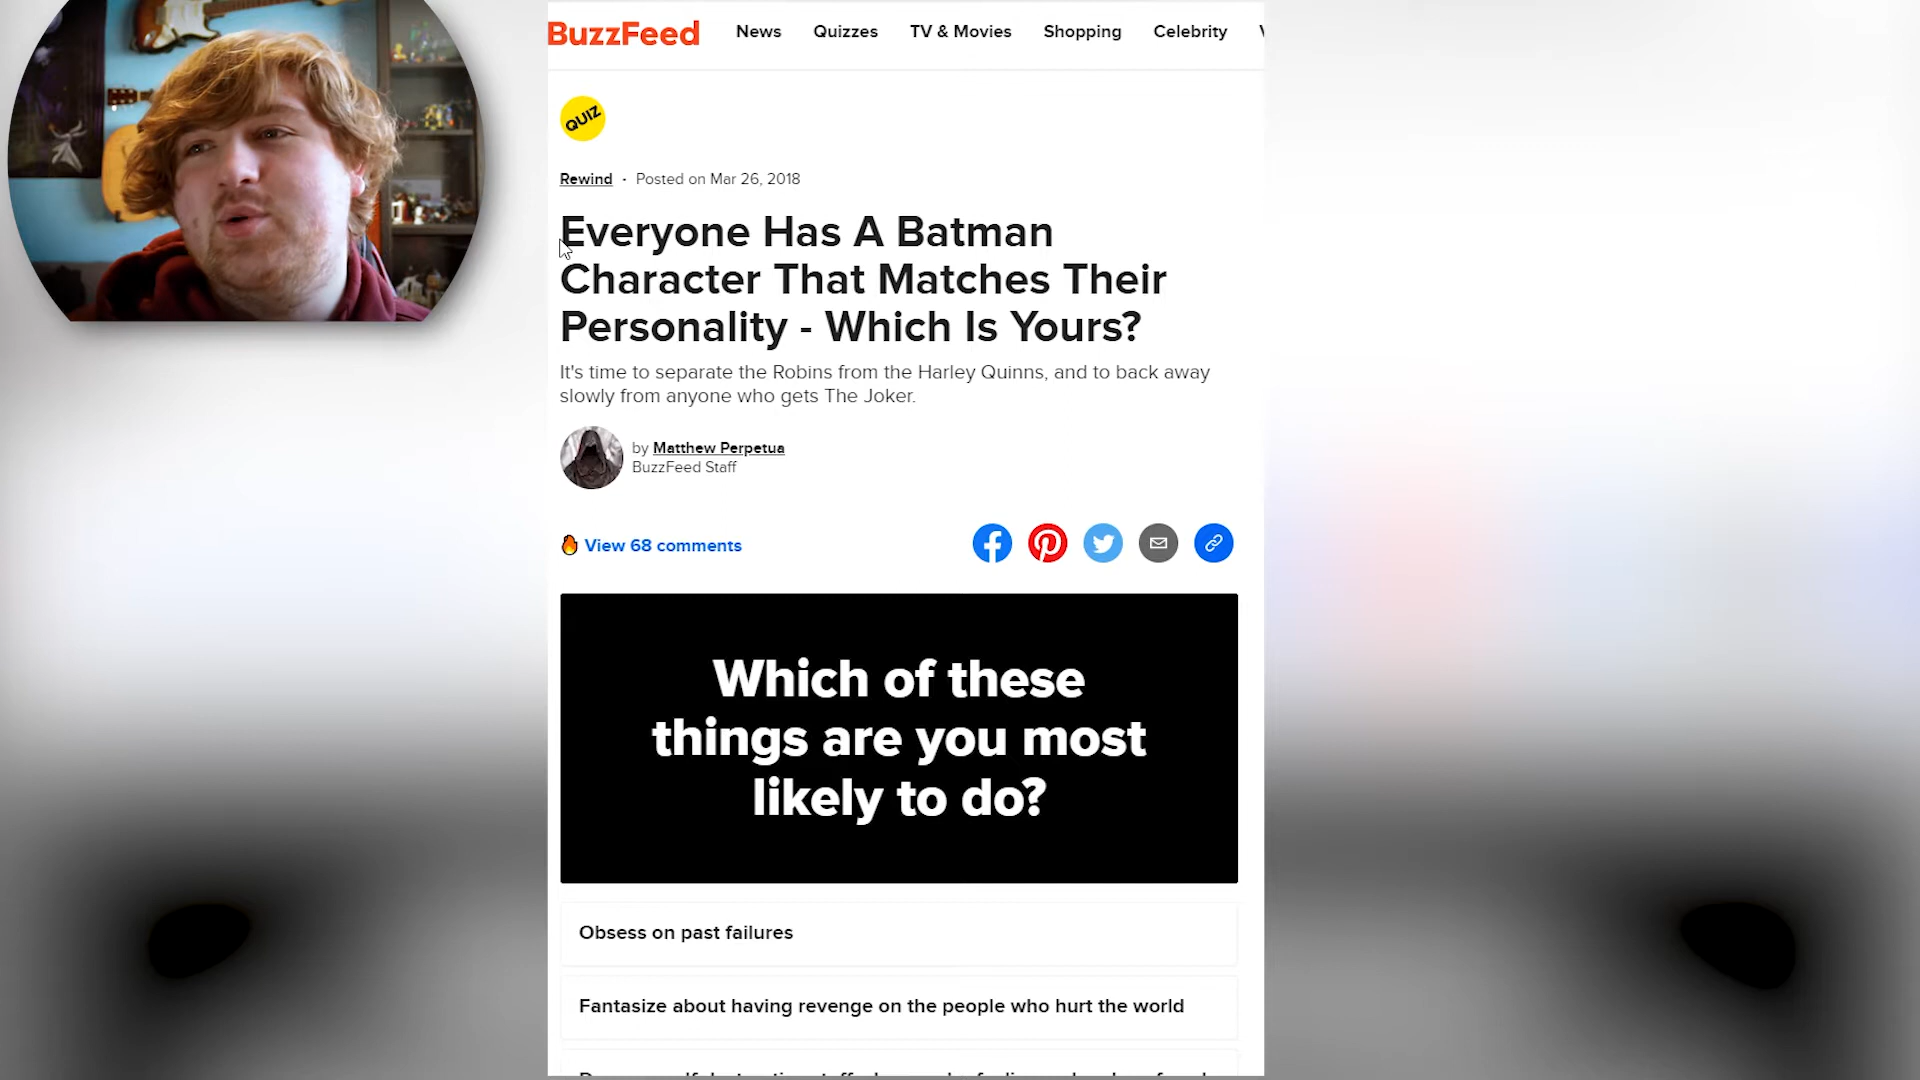 BuzzFeed News Quizzes TV & Movies Shopping Celebrity
QUIZ
Rewind · Posted on Mar 26, 2018
Everyone Has A Batman
Character That Matches Their
Personality - Which Is Yours?
It's time to separate the Robins from the Harley Quinns, and to back away
slowly from anyone who gets The Joker.
by Matthew Perpetua
BuzzFeed Staff
View 68 comments
Which of these
things are you most
likely to do?
Obsess on past failures
Fantasize about having revenge on the people who hurt the world